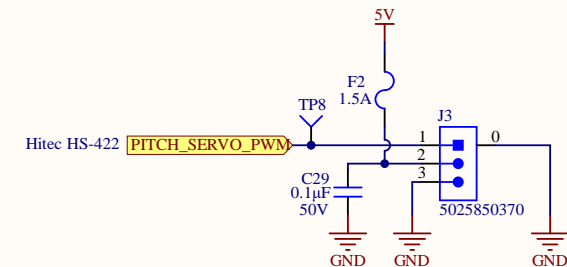 5V
F2
1.5A
TP8
J3
Hitec HS-422
PITCH_SERVO_PWM
1
0
2
3
C29
0.1µF
50V
5025850370
GND
GND
GND